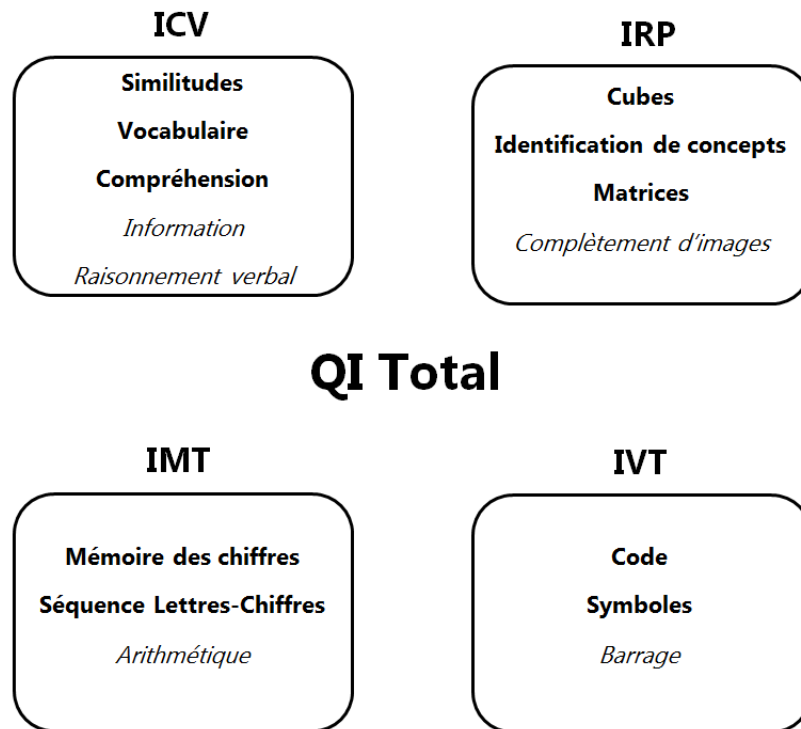 ICV
Similitudes
Vocabulaire
Compréhension
Information
Raisonnement verbal
IRP
Cubes
Identification de concepts
Matrices
Complètement d'images
QI Total
IMT
Mémoire des chiffres
Séquence Lettres-Chiffres
Arithmétique
IVT
Code
Symboles
Barrage